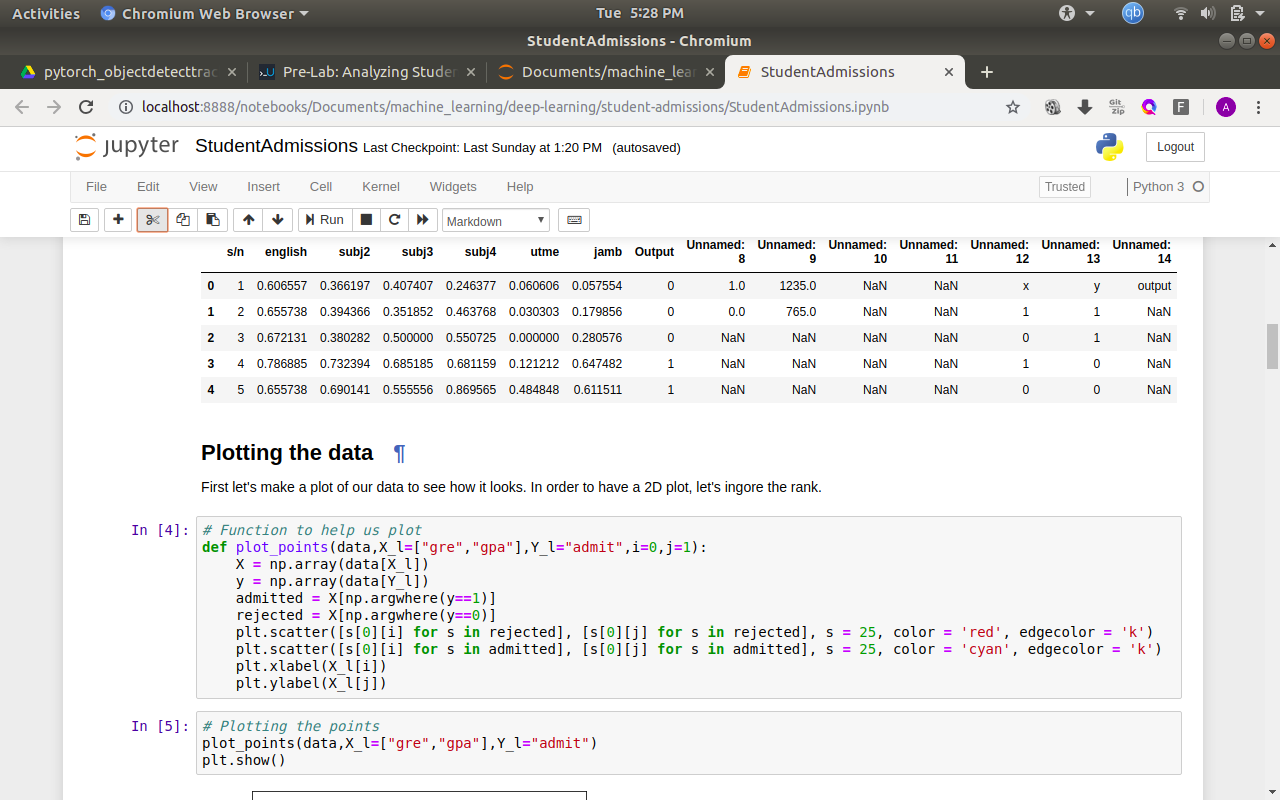 Activities Chromium Web Browser Tue 5:28 PM qb
StudentAdmissions - Chromium
pytorch_objectdetecttrac Pre-Lab: Analyzing Studen Documents/machine_lear StudentAdmissions
localhost:8888/notebooks/Documents/machine_learning/deep-learning/student-admissions/StudentAdmissions.ipynb Git Zip F A
jupyter StudentAdmissions Last Checkpoint: Last Sunday at 1:20 PM (autosaved) Logout
File Edit View Insert Cell Kernel Widgets Help Trusted Python 3
Run Markdown
s/n english subj2 subj3 subj4 utme jamb Output Unnamed: 8 Unnamed: 9 Unnamed: 10 Unnamed: 11 Unnamed: 12 Unnamed: 13 Unnamed: 14
0 1 0.606557 0.366197 0.407407 0.246377 0.060606 0.057554 0 1.0 1235.0 NaN NaN x y output
1 2 0.655738 0.394366 0.351852 0.463768 0.030303 0.179856 0 0.0 765.0 NaN NaN 1 1 NaN
2 3 0.672131 0.380282 0.500000 0.550725 0.000000 0.280576 0 NaN NaN NaN NaN 0 1 NaN
3 4 0.786885 0.732394 0.685185 0.681159 0.121212 0.647482 1 NaN NaN NaN NaN 1 0 NaN
4 5 0.655738 0.690141 0.555556 0.869565 0.484848 0.611511 1 NaN NaN NaN NaN 0 0 NaN
Plotting the data ¶
First let's make a plot of our data to see how it looks. In order to have a 2D plot, let's ingore the rank.
In [4]: # Function to help us plot
def plot_points(data,X_l=["gre","gpa"],Y_l="admit",i=0,j=1):
X = np.array(data[X_l])
y = np.array(data[Y_l])
admitted = X[np.argwhere(y==1)]
rejected = X[np.argwhere(y==0)]
plt.scatter([s[0][i] for s in rejected], [s[0][j] for s in rejected], s = 25, color = 'red', edgecolor = 'k')
plt.scatter([s[0][i] for s in admitted], [s[0][j] for s in admitted], s = 25, color = 'cyan', edgecolor = 'k')
plt.xlabel(X_l[i])
plt.ylabel(X_l[j])
In [5]: # Plotting the points
plot_points(data,X_l=["gre","gpa"],Y_l="admit")
plt.show()